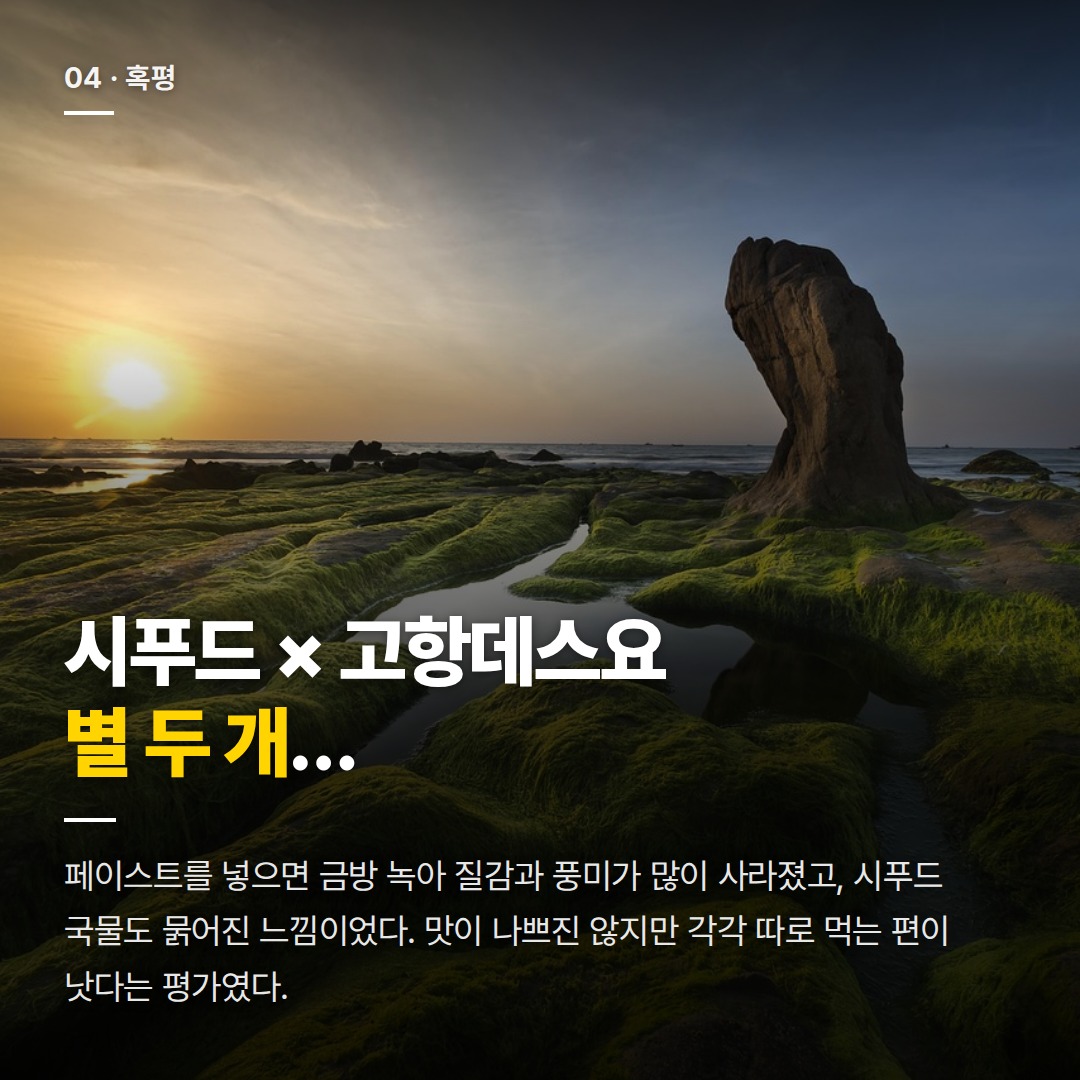 04 · 혹평
시푸드 × 고항데스요
별 두 개...
페이스트를 넣으면 금방 녹아 질감과 풍미가 많이 사라졌고, 시푸드
국물도 묽어진 느낌이었다. 맛이 나쁘진 않지만 각각 따로 먹는 편이
낫다는 평가였다.